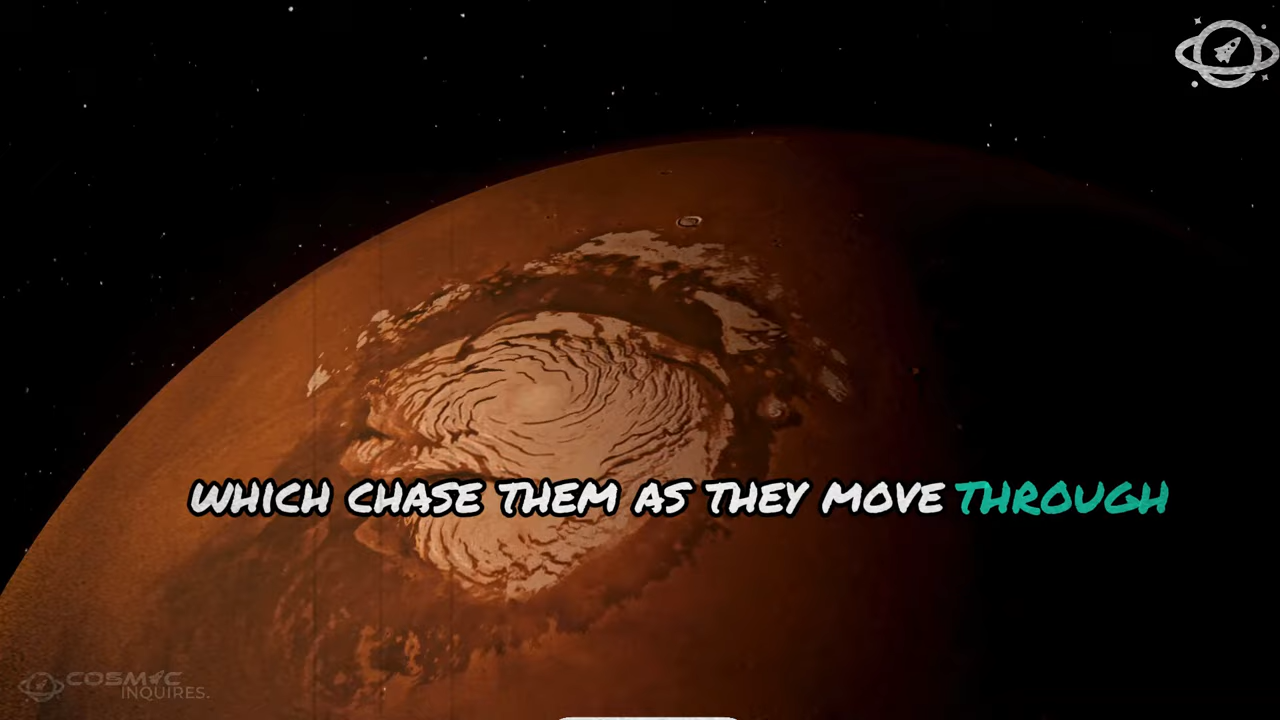 WHICH CHASE THEM AS THEY MOVE THROUGH
COSMIC
INQUIRES.